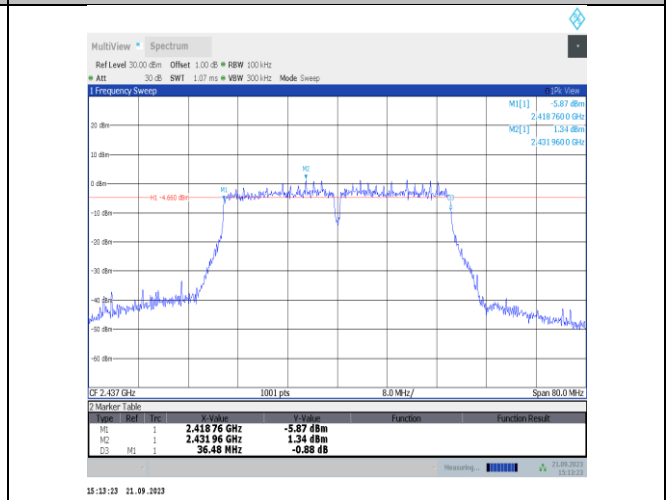 MultiView Spectrum
Ref Level 30.00 dBm Offset 1.00 dB RBW 100 kHz
Att 30 dB SWT 1.07 ms VBW 300 kHz Mode Sweep
1 Frequency Sweep 1Pk View
M1[1] -5.87 dBm
2.418 7600 GHz
M2[1] 1.34 dBm
2.431 9600 GHz
20 dBm
10 dBm
M2
0 dBm
M1
H1 -4.660 dBm
D3
-10 dBm
-20 dBm
-30 dBm
-40 dBm
-50 dBm
-60 dBm
CF 2.437 GHz 1001 pts 8.0 MHz/ Span 80.0 MHz
2 Marker Table
Type Ref Trc X-Value Y-Value Function Function Result
M1 1 2.418 76 GHz -5.87 dBm
M2 1 2.431 96 GHz 1.34 dBm
D3 M1 1 36.48 MHz -0.88 dB
Measuring... 21.09.2023
15:13:23
15:13:23 21.09.2023